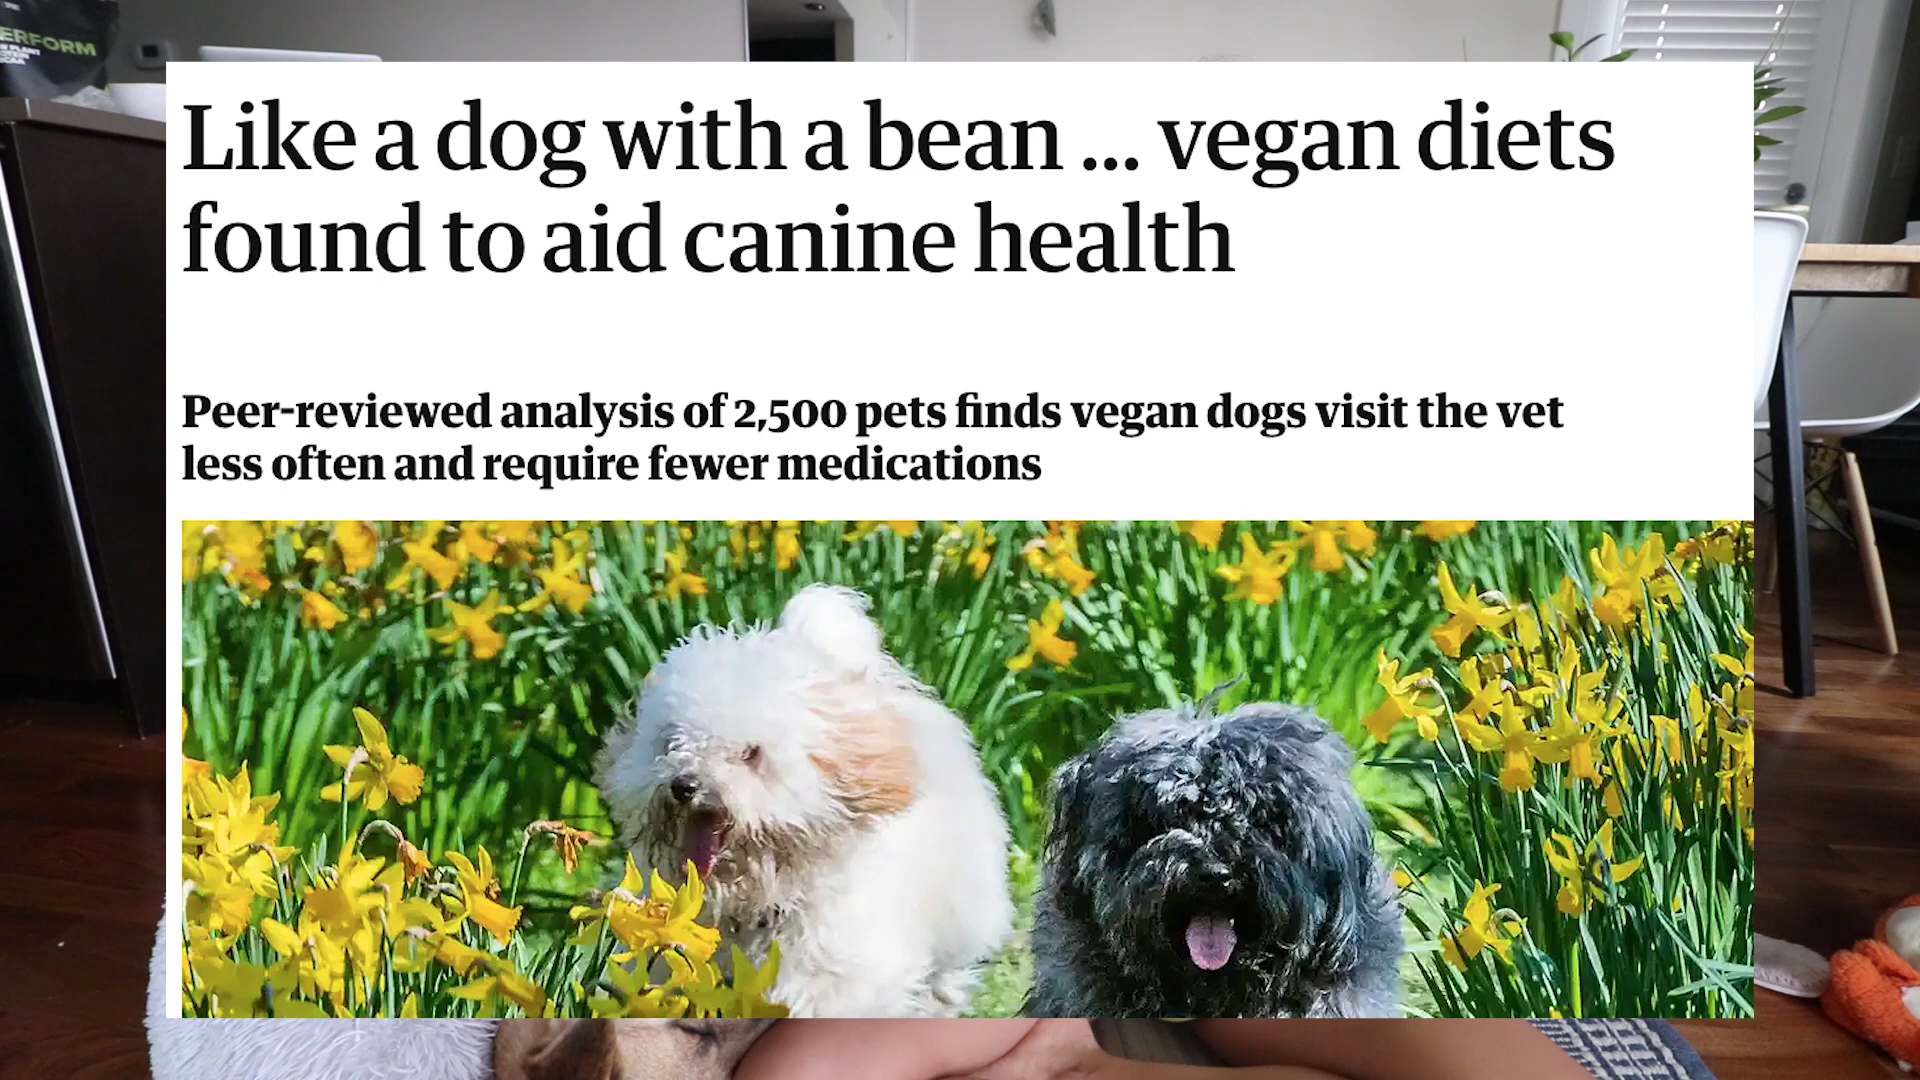 ERFORM
Like a dog with a bean ... vegan diets
found to aid canine health
Peer-reviewed analysis of 2,500 pets finds vegan dogs visit the vet
less often and require fewer medications